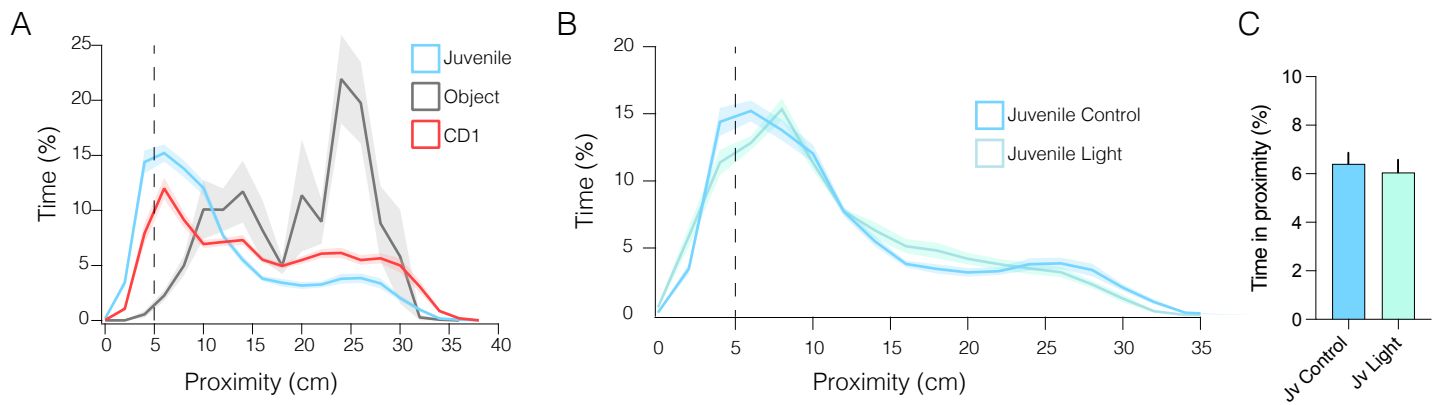 A
25
20
15
10
5
0
Time (%)
0 5 10 15 20 25 30 35 40
Proximity (cm)
Juvenile
Object
CD1
B
20
15
10
5
0
Time (%)
0 5 10 15 20 25 30 35
Proximity (cm)
Juvenile Control
Juvenile Light
C
10
8
6
4
2
0
Time in proximity (%)
Jv Control
Jv Light